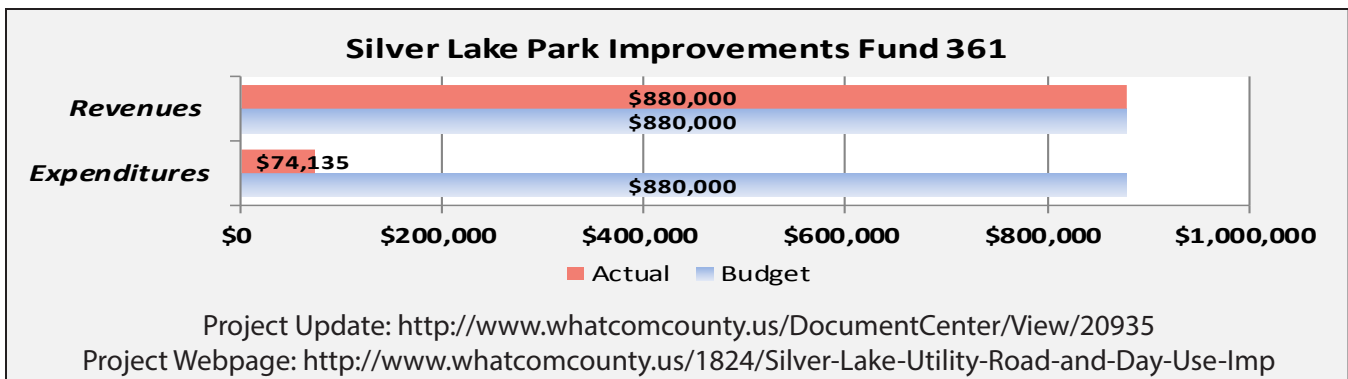 Silver Lake Park Improvements Fund 361
Revenues
$880,000
$880,000
Expenditures
$74,135
$880,000
$0 $200,000 $400,000 $600,000 $800,000 $1,000,000
Actual Budget
Project Update: http://www.whatcomcounty.us/DocumentCenter/View/20935
Project Webpage: http://www.whatcomcounty.us/1824/Silver-Lake-Utility-Road-and-Day-Use-Imp